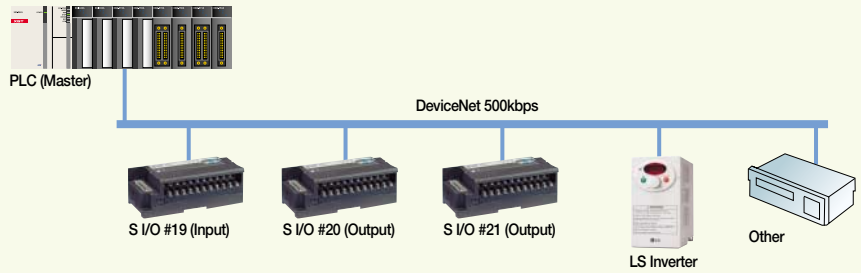 PLC (Master)
DeviceNet 500kbps
S I/O #19 (Input)
S I/O #20 (Output)
S I/O #21 (Output)
LS Inverter
Other